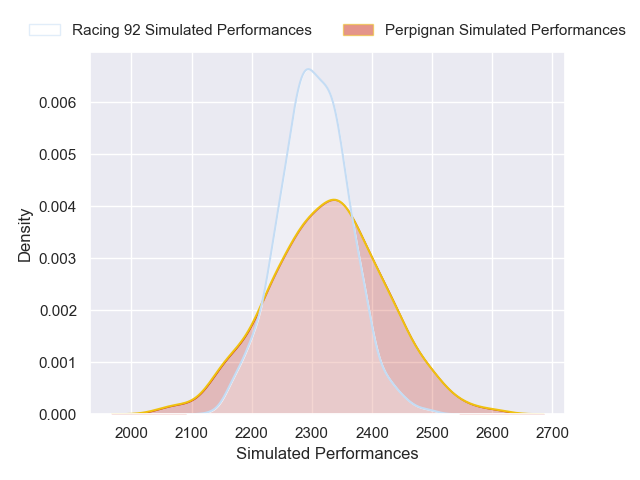 Racing 92 Simulated Performances Perpignan Simulated Performances
0.006
0.005
0.004
0.003
0.002
0.001
0.000
Density
2000 2100 2200 2300 2400 2500 2600 2700
Simulated Performances